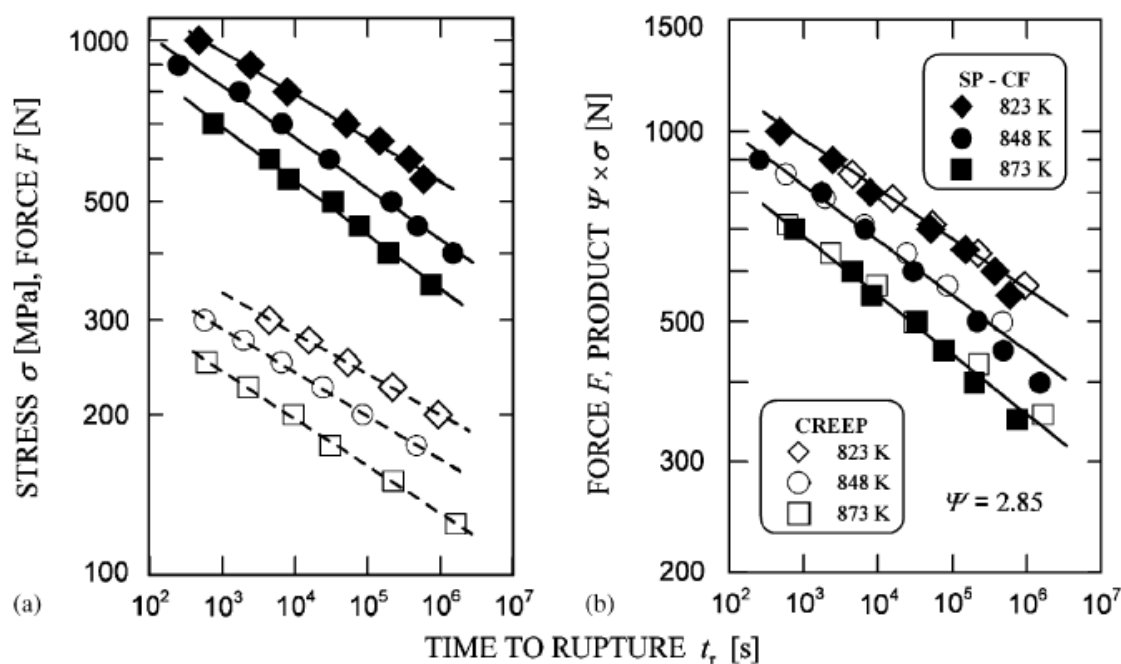 STRESS σ [MPa], FORCE F [N]
1000
500
400
300
200
100
10² 10³ 10⁴ 10⁵ 10⁶ 10⁷
(a)
FORCE F, PRODUCT Ψ × σ [N]
1500
1000
500
300
200
SP - CF
823 K
848 K
873 K
CREEP
823 K
848 K
873 K
Ψ = 2.85
10² 10³ 10⁴ 10⁵ 10⁶ 10⁷
(b)
TIME TO RUPTURE tᵣ [s]